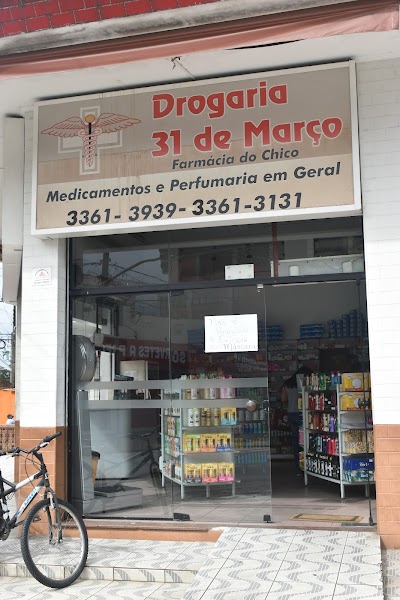 Drogaria
31 de Março
Farmácia do Chico
Medicamentos e Perfumaria em Geral
3361-3939-3361-3131